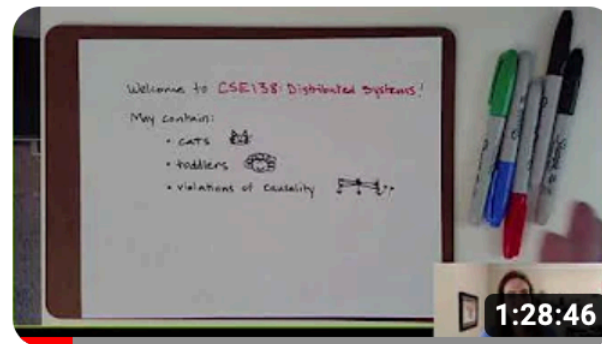 Welcome to CSE138: Distributed Systems!
May contain:
• cats
• toddlers
• violations of causality
1:28:46